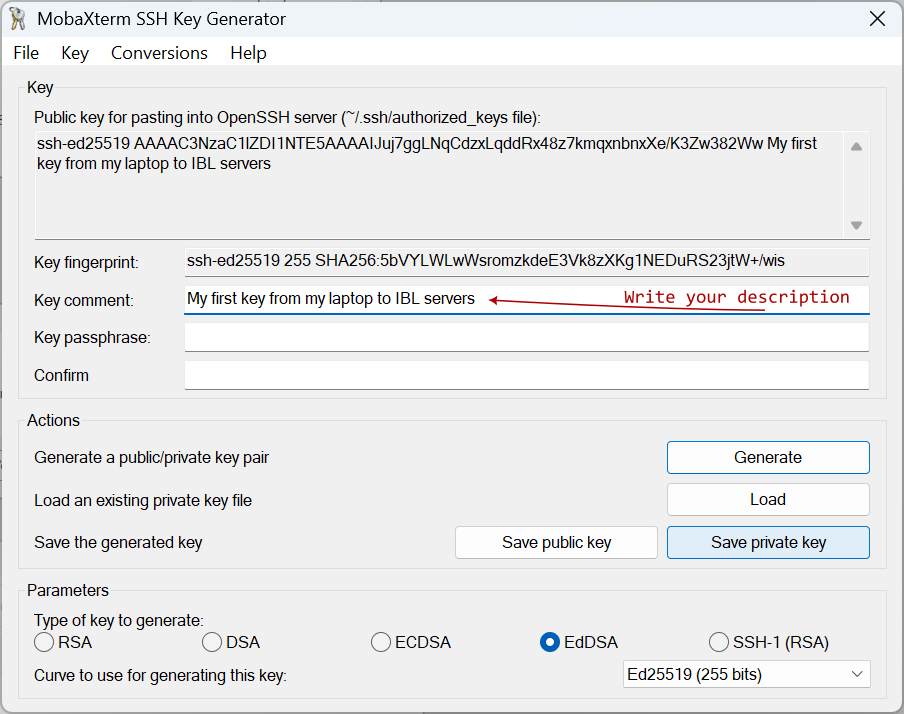 MobaXterm SSH Key Generator
File Key Conversions Help
Key
Public key for pasting into OpenSSH server (~/.ssh/authorized_keys file):
ssh-ed25519 AAAAC3NzaC1lZDI1NTE5AAAAIJuj7ggLNqCdzxLqddRx48z7kmqxnbnxXe/K3Zw382Ww My first
key from my laptop to IBL servers
Key fingerprint: ssh-ed25519 255 SHA256:5bVYLWLwWsromzkdeE3Vk8zXKg1NEDuRS23jtW+/wis
Key comment: My first key from my laptop to IBL servers Write your description
Key passphrase:
Confirm
Actions
Generate a public/private key pair Generate
Load an existing private key file Load
Save the generated key Save public key Save private key
Parameters
Type of key to generate:
RSA DSA ECDSA EdDSA SSH-1 (RSA)
Curve to use for generating this key: Ed25519 (255 bits)